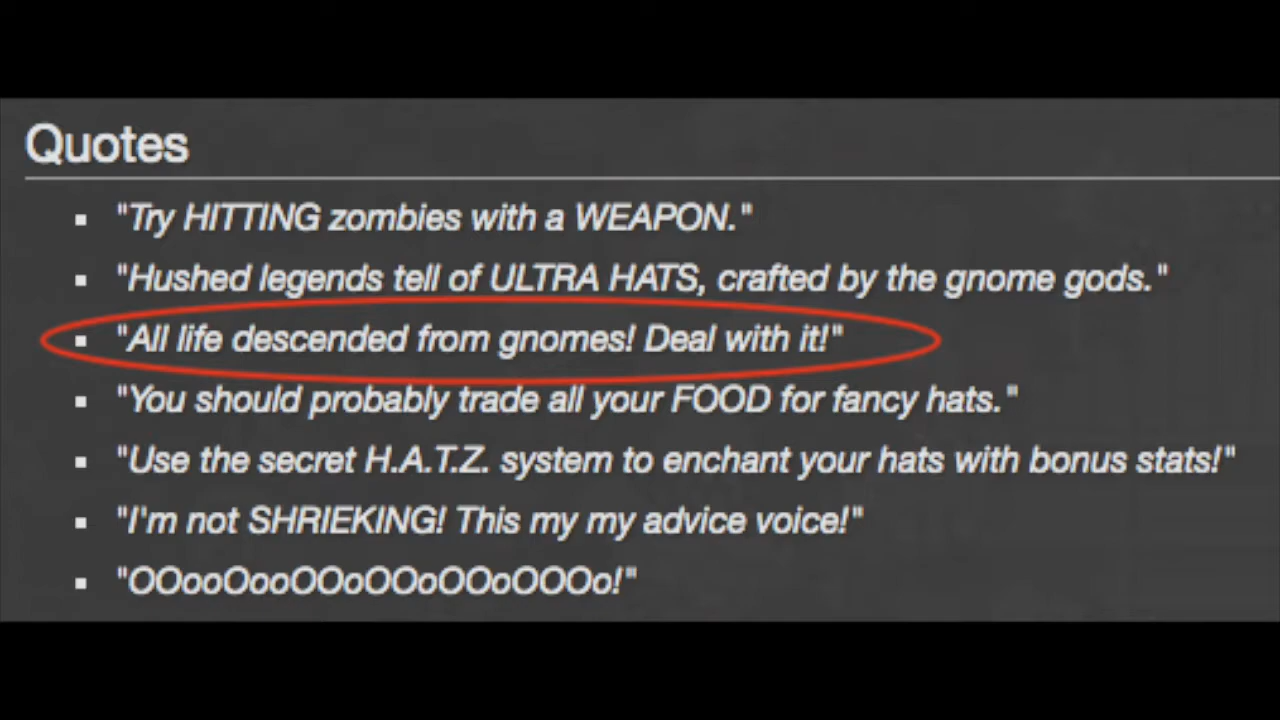 Quotes
"Try HITTING zombies with a WEAPON."
"Hushed legends tell of ULTRA HATS, crafted by the gnome gods."
"All life descended from gnomes! Deal with it!"
"You should probably trade all your FOOD for fancy hats."
"Use the secret H.A.T.Z. system to enchant your hats with bonus stats!"
"I'm not SHRIEKING! This my my advice voice!"
"OOooOooOOoOOoOOoOOOo!"